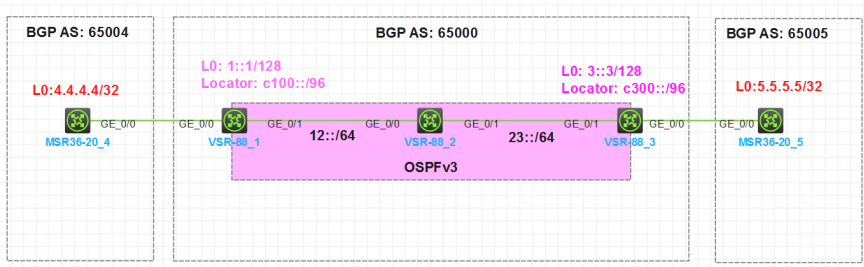 BGP AS: 65004
BGP AS: 65000
BGP AS: 65005
L0: 1::1/128
Locator: c100::/96
L0: 3::3/128
Locator: c300::/96
L0:4.4.4.4/32
L0:5.5.5.5/32
GE_0/0
GE_0/0
GE_0/1
12::/64
GE_0/0
GE_0/1
23::/64
GE_0/1
GE_0/0
GE_0/0
MSR36-20_4
VSR-88_1
VSR-88_2
VSR-88_3
MSR36-20_5
OSPFv3